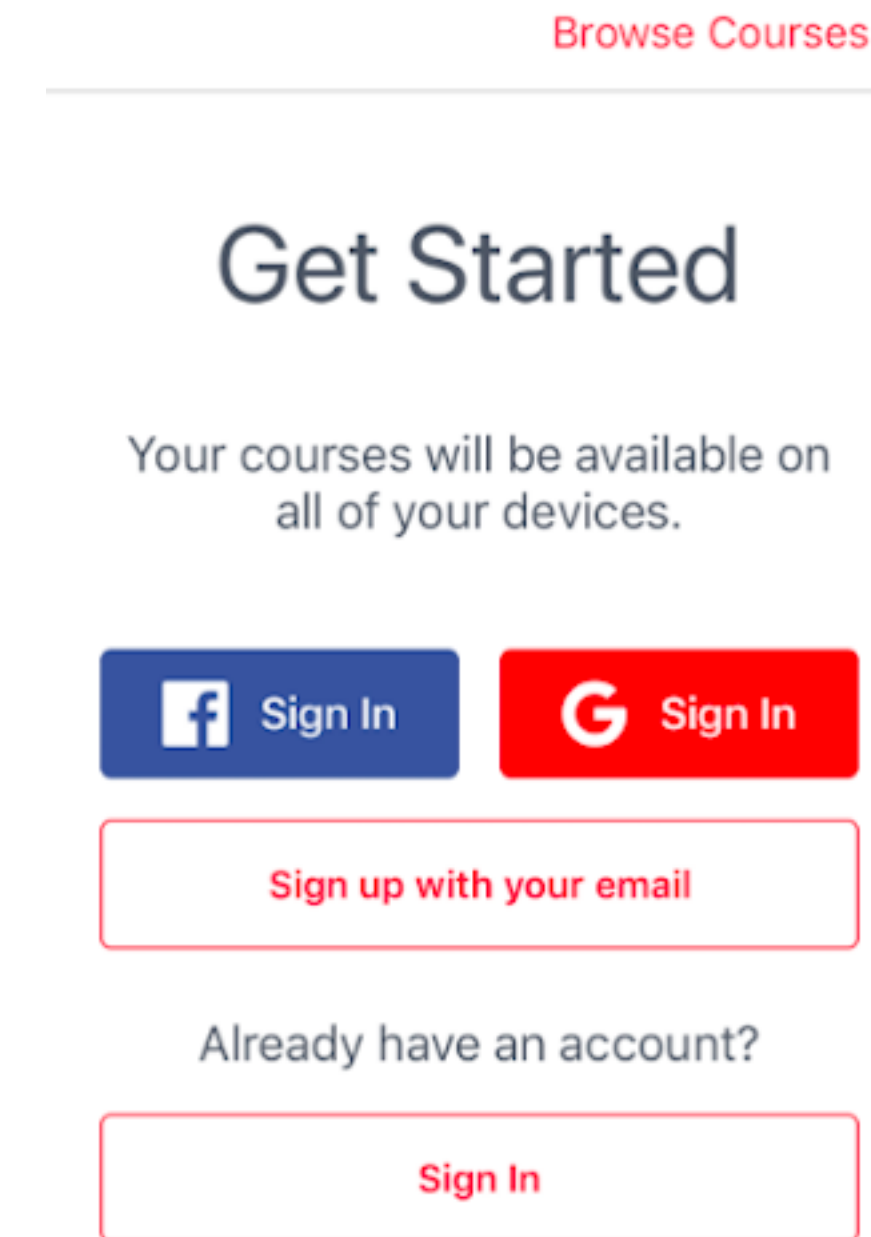 Browse Courses
Get Started
Your courses will be available on
all of your devices.
f Sign In
G Sign In
Sign up with your email
Already have an account?
Sign In